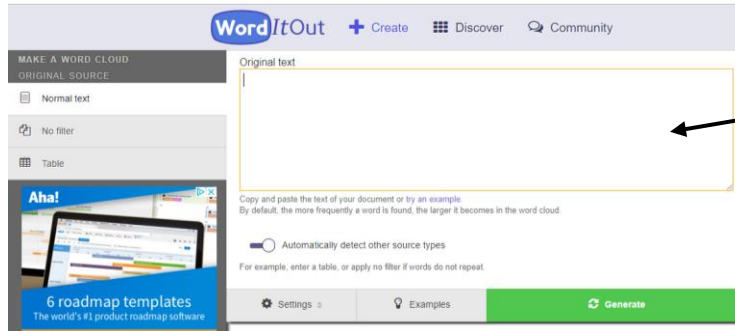 WordItOut
Create
Discover
Community
MAKE A WORD CLOUD
ORIGINAL SOURCE
Normal text
No filter
Table
Original text
Copy and paste the text of your document or try an example.
By default, the more frequently a word is found, the larger it becomes in the word cloud.
Automatically detect other source types
For example, enter a table, or apply no filter if words do not repeat.
Settings
Examples
Generate
Aha!
6 roadmap templates
The world's #1 product roadmap software